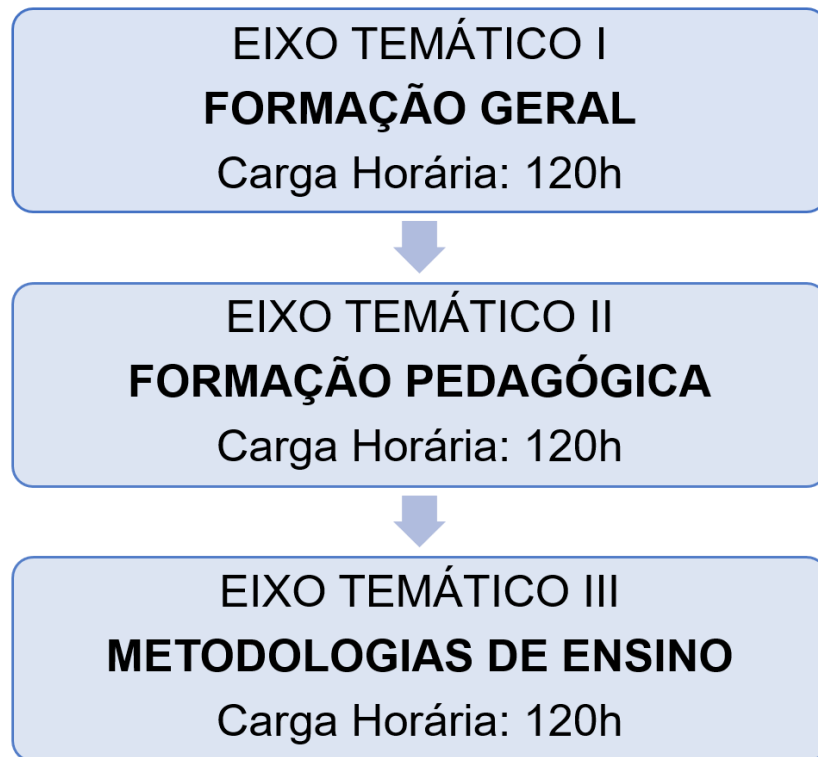 EIXO TEMÁTICO I
FORMAÇÃO GERAL
Carga Horária: 120h
EIXO TEMÁTICO II
FORMAÇÃO PEDAGÓGICA
Carga Horária: 120h
EIXO TEMÁTICO III
METODOLOGIAS DE ENSINO
Carga Horária: 120h